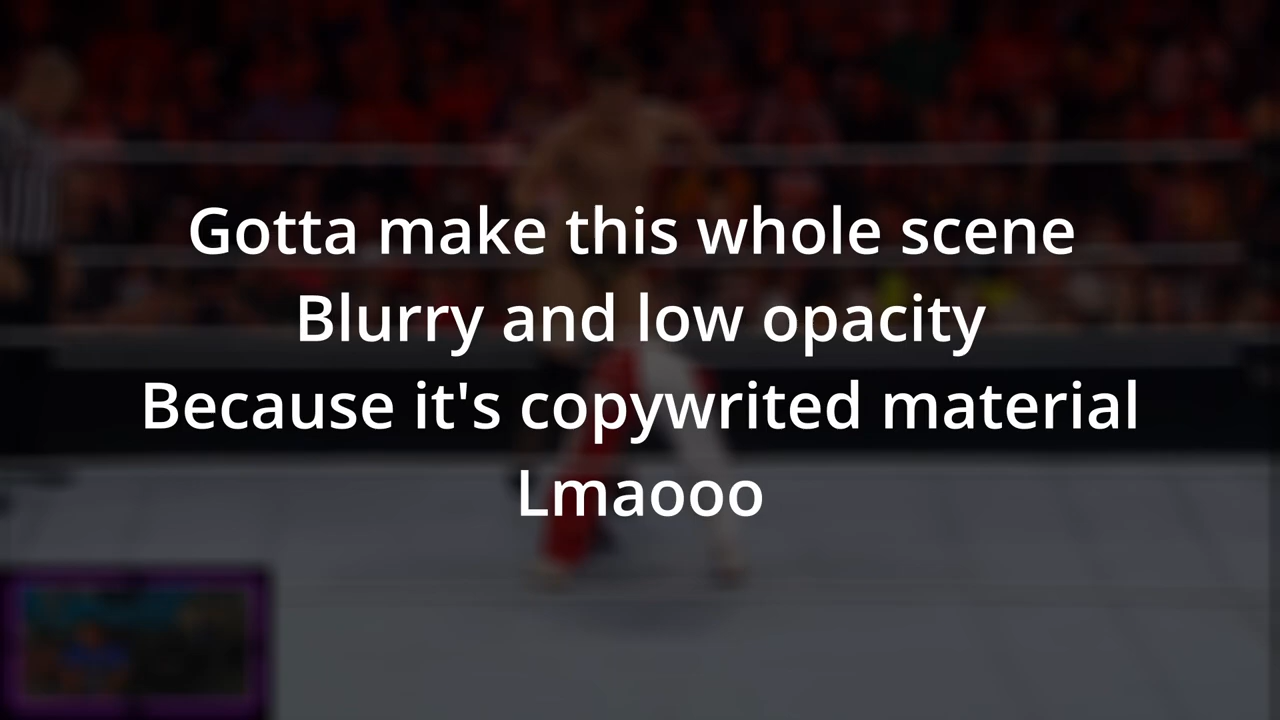 Gotta make this whole scene
Blurry and low opacity
Because it's copywrited material
Lmaooo